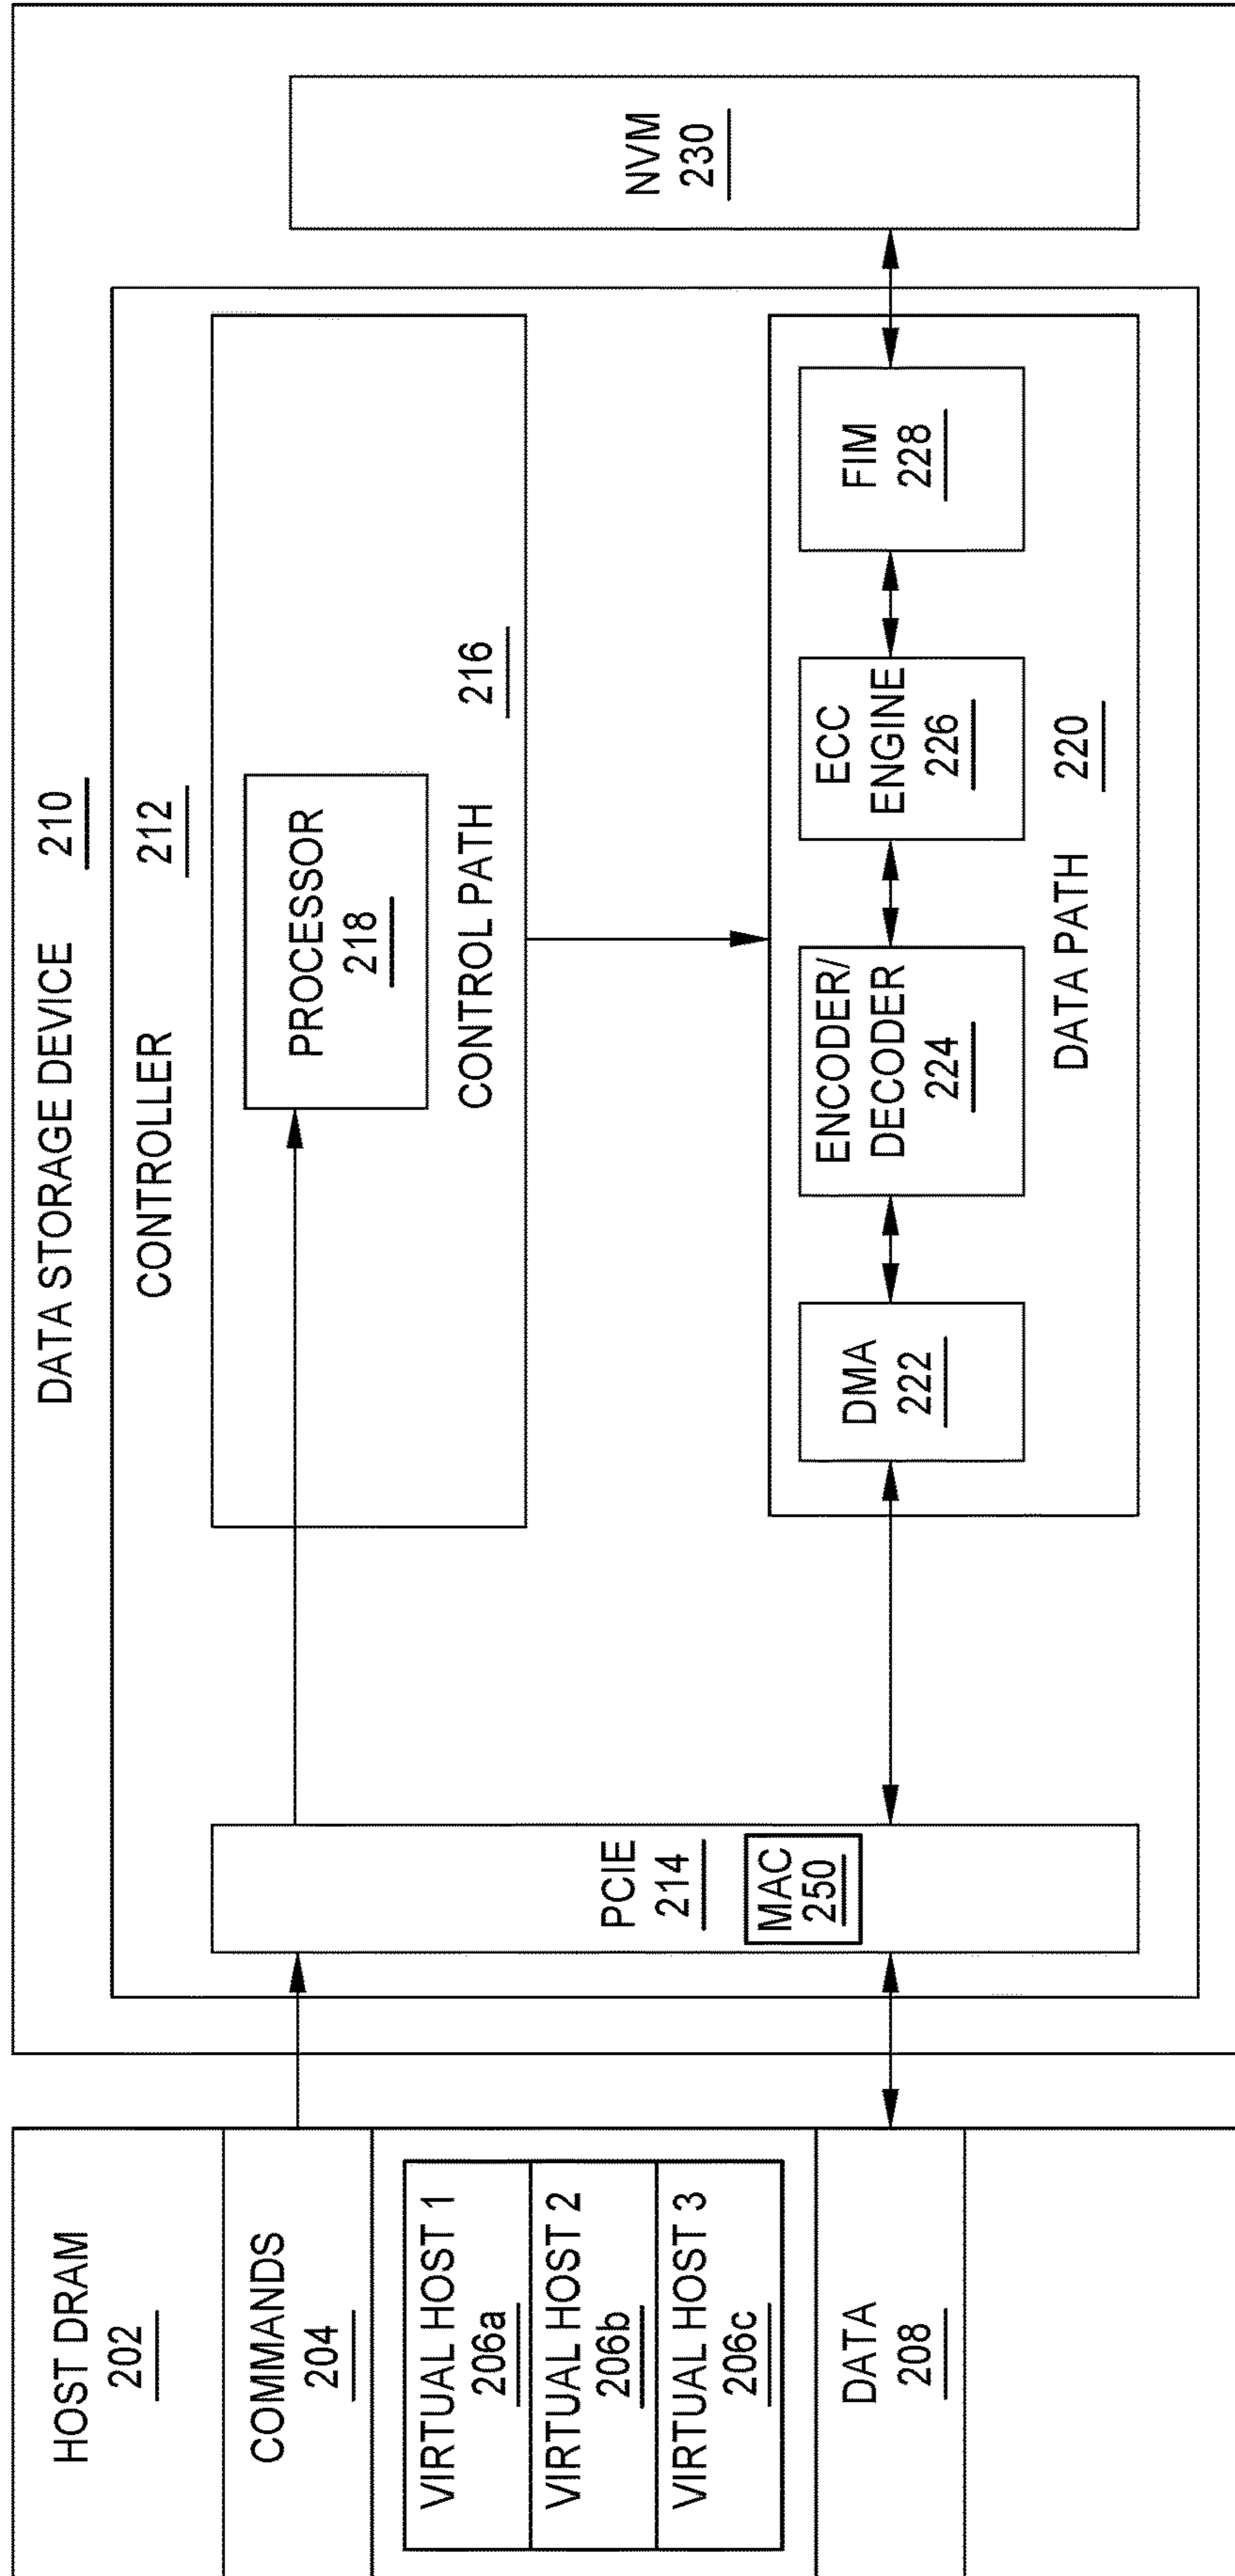 HOST DRAM
202
COMMANDS
204
VIRTUAL HOST 1
206a
VIRTUAL HOST 2
206b
VIRTUAL HOST 3
206c
DATA
208
DATA STORAGE DEVICE 210
CONTROLLER 212
PCIE
214
MAC
250
PROCESSOR
218
CONTROL PATH 216
DMA
222
ENCODER/
DECODER
224
ECC
ENGINE
226
FIM
228
DATA PATH 220
NVM
230